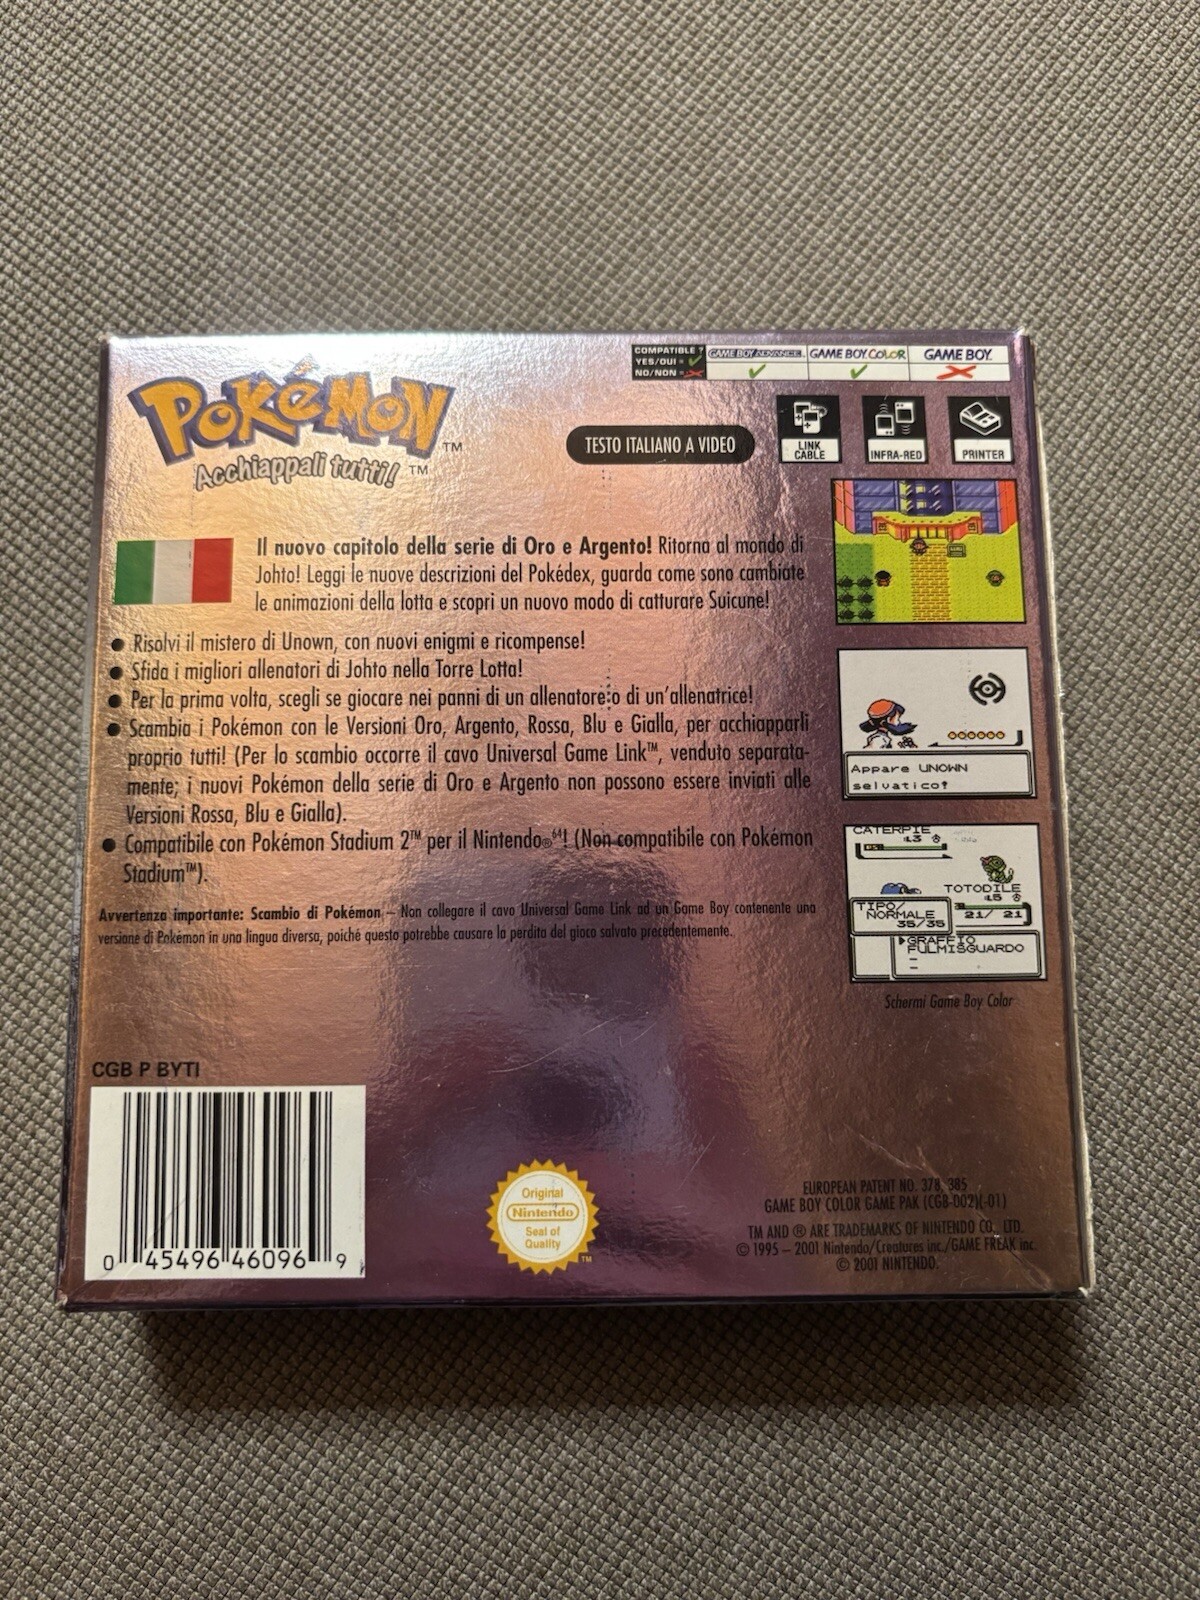 COMPATIBLE ?
YES/OUI =
NO/NON =
GAME BOY ADVANCE
GAME BOY COLOR
GAME BOY
POKéMON™
Acchiappali tutti!™
TESTO ITALIANO A VIDEO
LINK CABLE
INFRA-RED
PRINTER
Il nuovo capitolo della serie di Oro e Argento! Ritorna al mondo di
Johto! Leggi le nuove descrizioni del Pokédex, guarda come sono cambiate
le animazioni della lotta e scopri un nuovo modo di catturare Suicune!
● Risolvi il mistero di Unown, con nuovi enigmi e ricompense!
● Sfida i migliori allenatori di Johto nella Torre Lotta!
● Per la prima volta, scegli se giocare nei panni di un allenatore o di un'allenatrice!
● Scambia i Pokémon con le Versioni Oro, Argento, Rossa, Blu e Gialla, per acchiapparli
proprio tutti! (Per lo scambio occorre il cavo Universal Game Link™, venduto separata-
mente; i nuovi Pokémon della serie di Oro e Argento non possono essere inviati alle
Versioni Rossa, Blu e Gialla).
● Compatibile con Pokémon Stadium 2™ per il Nintendo®64! (Non compatibile con Pokémon
Stadium™).
Avvertenza importante: Scambio di Pokémon – Non collegare il cavo Universal Game Link ad un Game Boy contenente una
versione di Pokémon in una lingua diversa, poiché questo potrebbe causare la perdita del gioco salvato precedentemente.
Appare UNOWN
selvatico!
CATERPIE
:L3
TOTODILE
:L5
TIPO/
NORMALE
35/35
21/ 21
GRAFFIO
FULMISGUARDO
Schermi Game Boy Color
CGB P BYTI
0 45496 46096 9
Original
Nintendo
Seal of
Quality
™
EUROPEAN PATENT NO. 378, 385
GAME BOY COLOR GAME PAK (CGB-002)(-01)
TM AND ® ARE TRADEMARKS OF NINTENDO CO., LTD.
© 1995 – 2001 Nintendo/Creatures inc./GAME FREAK inc.
© 2001 NINTENDO.